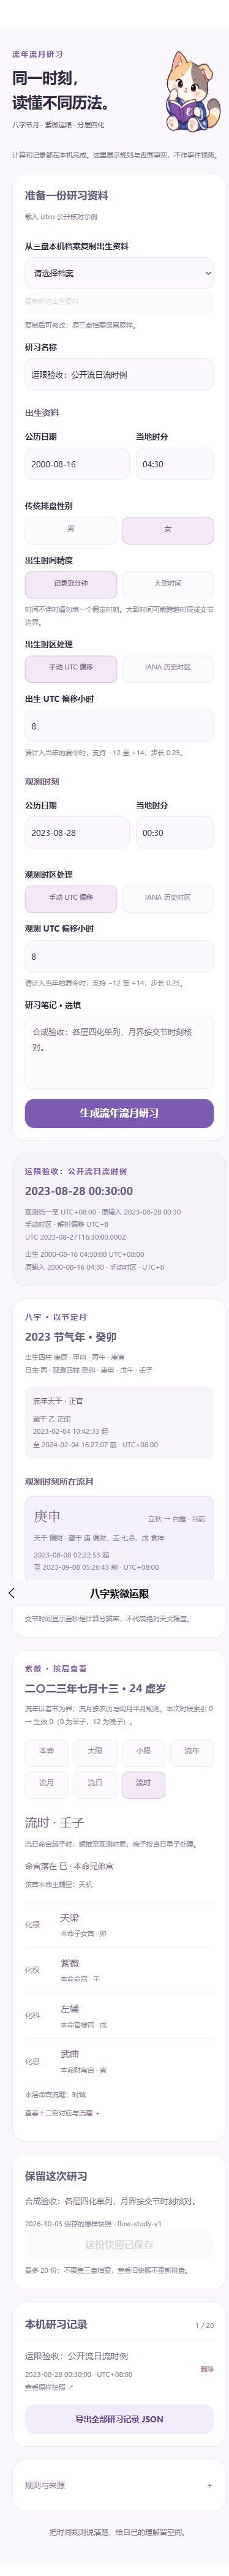 流年流月研习
同一时刻，
读懂不同历法。
八字节月 · 紫微运限 · 分层四化
计算和记录都在本机完成。这里展示规则与盘面事实，不作事件预测。
准备一份研习资料
载入 iztro 公开核对示例
从三盘本机档案复制出生资料
请选择档案
复制所选出生资料
复制后可修改；原三盘档案保留原样。
研习名称
运限验收：公开流日流时例
出生资料
公历日期
当地时分
2000-08-16
04:30
传统排盘性别
男
女
出生时间精度
记录到分钟
大致时间
时间不详时请勿填一个假定时刻。大致时间可能跨越时辰或交节
边界。
出生时区处理
手动 UTC 偏移
IANA 历史时区
出生 UTC 偏移小时
8
请计入当年的夏令时，支持 −12 至 +14，步长 0.25。
观测时刻
公历日期
当地时分
2023-08-28
00:30
观测时区处理
手动 UTC 偏移
IANA 历史时区
观测 UTC 偏移小时
8
请计入当年的夏令时，支持 −12 至 +14，步长 0.25。
研习笔记 · 选填
合成验收：各层四化单列，月界按交节时刻核
对。
生成流年流月研习
运限验收：公开流日流时例
2023-08-28 00:30:00
观测统一至 UTC+08:00 · 原输入 2023-08-28 00:30
手动时区 · 解析偏移 UTC+8
UTC 2023-08-27T16:30:00.000Z
出生 2000-08-16 04:30:00 UTC+08:00
原输入 2000-08-16 04:30 · 手动时区 · UTC+8
八字 · 以节定月
2023 节气年 · 癸卯
出生四柱 庚辰 · 甲申 · 丙午 · 庚寅
日主 丙 · 观测四柱 癸卯 · 庚申 · 戊午 · 壬子
流年天干 · 正官
藏干 乙 正印
2023-02-04 10:42:33 起
至 2024-02-04 16:27:07 前 · UTC+08:00
观测时刻所在流月
庚申
立秋 → 白露 · 当前
天干 偏财 · 藏干 庚 偏财，壬 七杀，戊 食神
2023-08-08 02:22:53 起
至 2023-09-08 05:26:43 前 · UTC+08:00
八字紫微运限
交节时间显示至秒是计算分辨率，不代表绝对天文精度。
紫微 · 按层查看
二〇二三年七月十三 · 24 虚岁
流年以春节为界；流月按农历与闰月半月规则。本次时辰索引 0
→ 生效 0（0 为早子，12 为晚子）。
本命
大限
小限
流年
流月
流日
流时
流时 · 壬子
流日命宫起子时，顺推至观测时辰；晚子按当日早子处理。
命宫落在 巳 · 本命兄弟宫
该宫本命主辅星：天机
化禄
天梁
本命子女宫 · 卯
化权
紫微
本命命宫 · 午
化科
左辅
本命官禄宫 · 戌
化忌
武曲
本命财帛宫 · 寅
本层命宫流曜：时陀
查看十二宫对应与流曜 +
保留这次研习
合成验收：各层四化单列，月界按交节时刻核对。
2026-10-03 保存的原样快照 · flow-study-v1
这份快照已保存
最多 20 份；不覆盖三盘档案，查看旧快照不重新排盘。
本机研习记录
1 / 20
运限验收：公开流日流时例
2023-08-28 00:30:00 · UTC+08:00
查看原样快照 ↗
删除
导出全部研习记录 JSON
规则与来源
+
把时间规则说清楚，给自己的理解留空间。